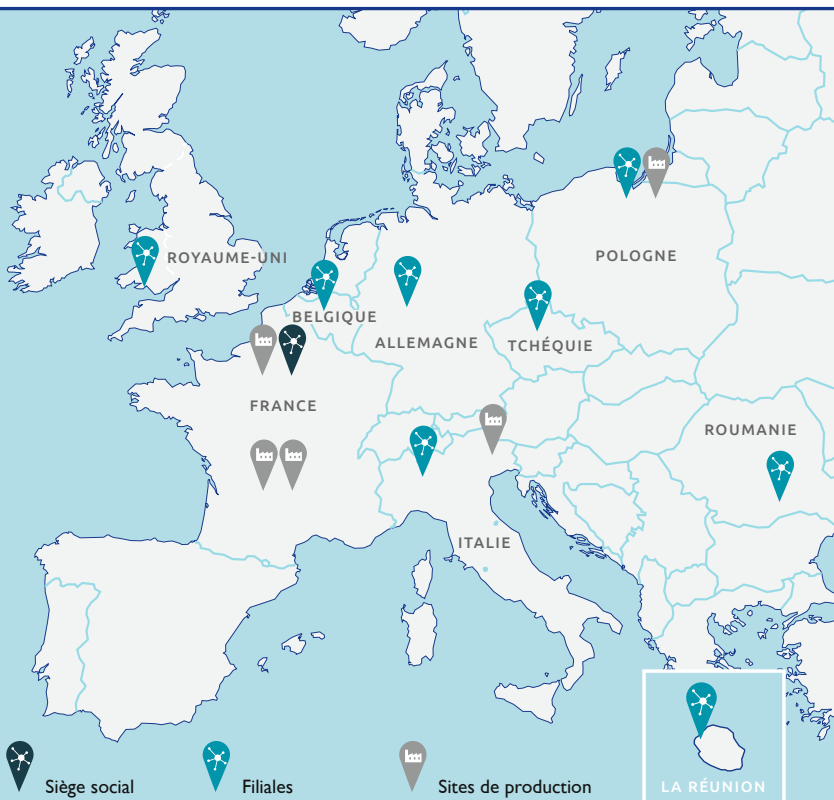 ROYAUME-UNI
POLOGNE
BELGIQUE
ALLEMAGNE
TCHÉQUIE
FRANCE
ROUMANIE
ITALIE
LA RÉUNION
Siège social
Filiales
Sites de production